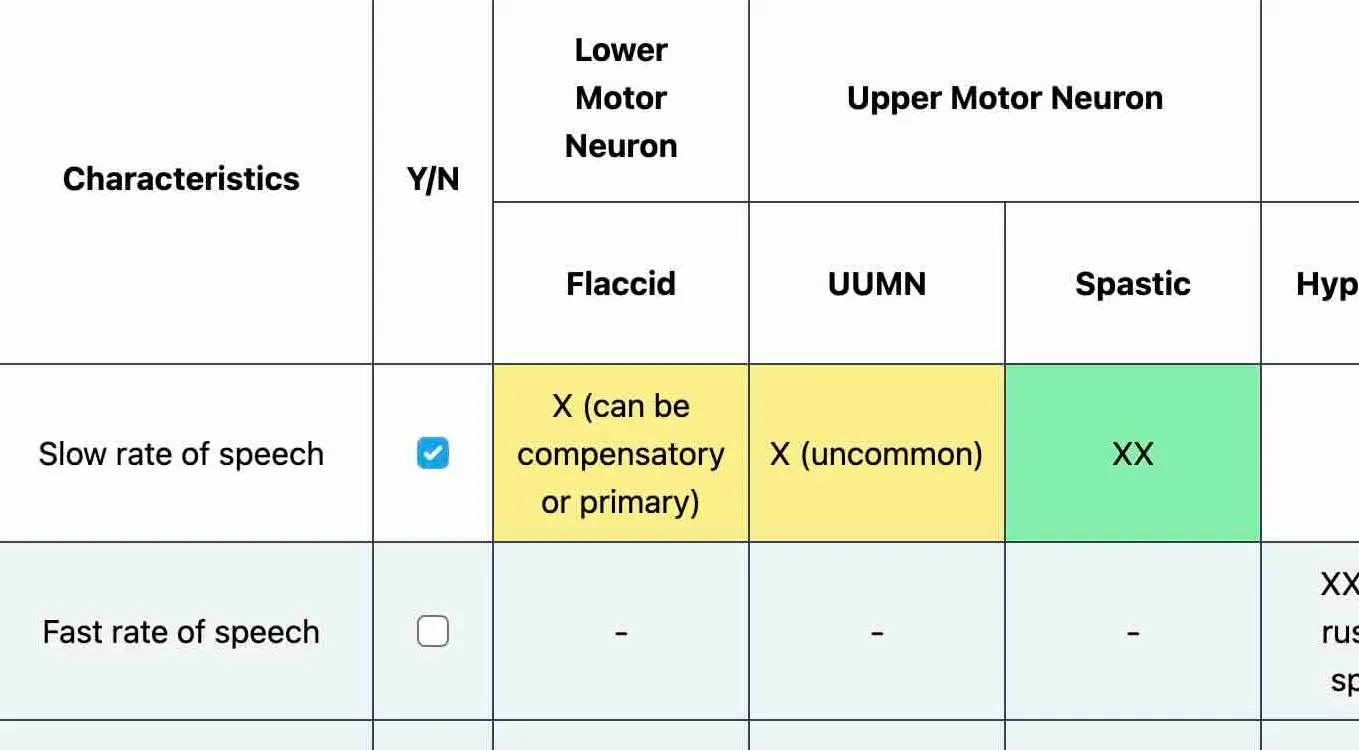 Characteristics
Y/N
Lower
Motor
Neuron
Upper Motor Neuron
Flaccid
UUMN
Spastic
Hyp
Slow rate of speech
X (can be
compensatory
or primary)
X (uncommon)
XX
Fast rate of speech
-
-
-
XX
rus
sp